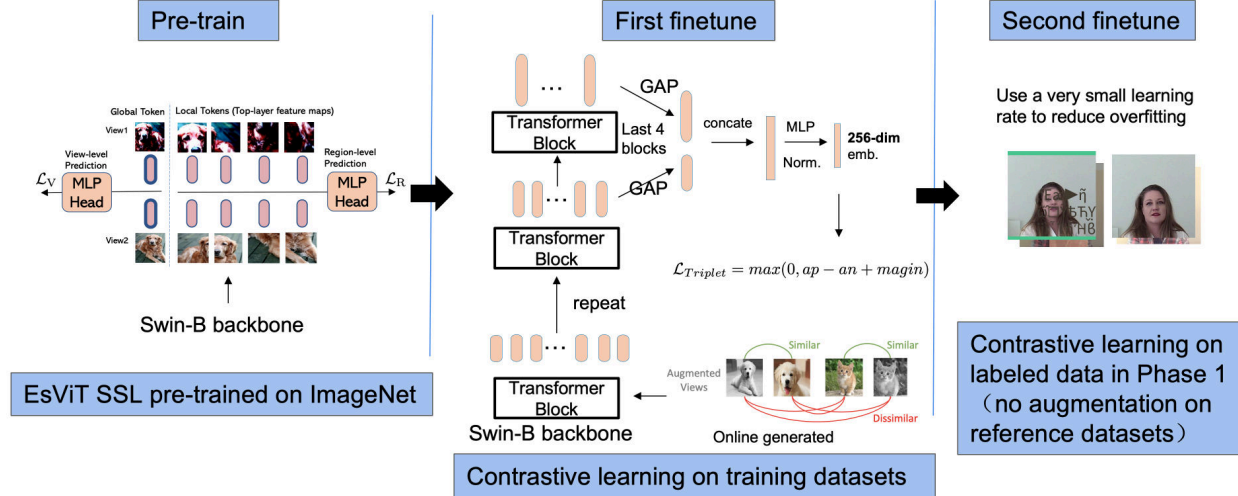 Pre-train
First finetune
Second finetune
Global Token
Local Tokens (Top-layer feature maps)
View1
View-level
Prediction
Region-level
Prediction
ℒV
MLP
Head
MLP
Head
ℒR
View2
Swin-B backbone
EsViT SSL pre-trained on ImageNet
...
GAP
Transformer
Block
Last 4
blocks
concate
MLP
Norm.
256-dim
emb.
...
GAP
Transformer
Block
ℒTriplet = max(0, ap − an + magin)
repeat
...
Transformer
Block
Swin-B backbone
Augmented
Views
Similar
Similar
Dissimilar
Online generated
Contrastive learning on training datasets
Use a very small learning
rate to reduce overfitting
Contrastive learning on
labeled data in Phase 1
（no augmentation on
reference datasets）